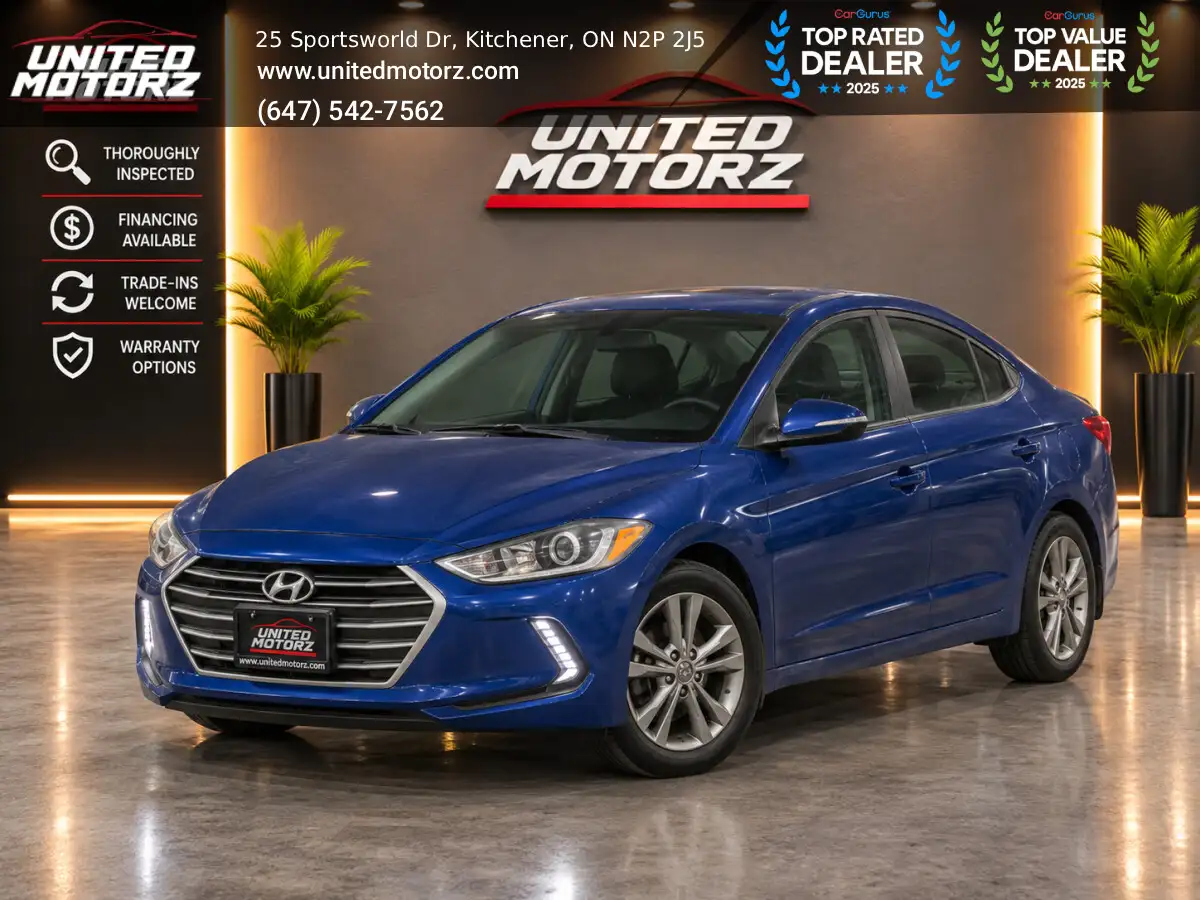 UNITED
MOTORZ
25 Sportsworld Dr, Kitchener, ON N2P 2J5
www.unitedmotorz.com
(647) 542-7562
CarGurus
TOP RATED
DEALER
2025
CarGurus
TOP VALUE
DEALER
2025
THOROUGHLY
INSPECTED
FINANCING
AVAILABLE
TRADE-INS
WELCOME
WARRANTY
OPTIONS
UNITED
MOTORZ
UNITED
MOTORZ
www.unitedmotorz.com